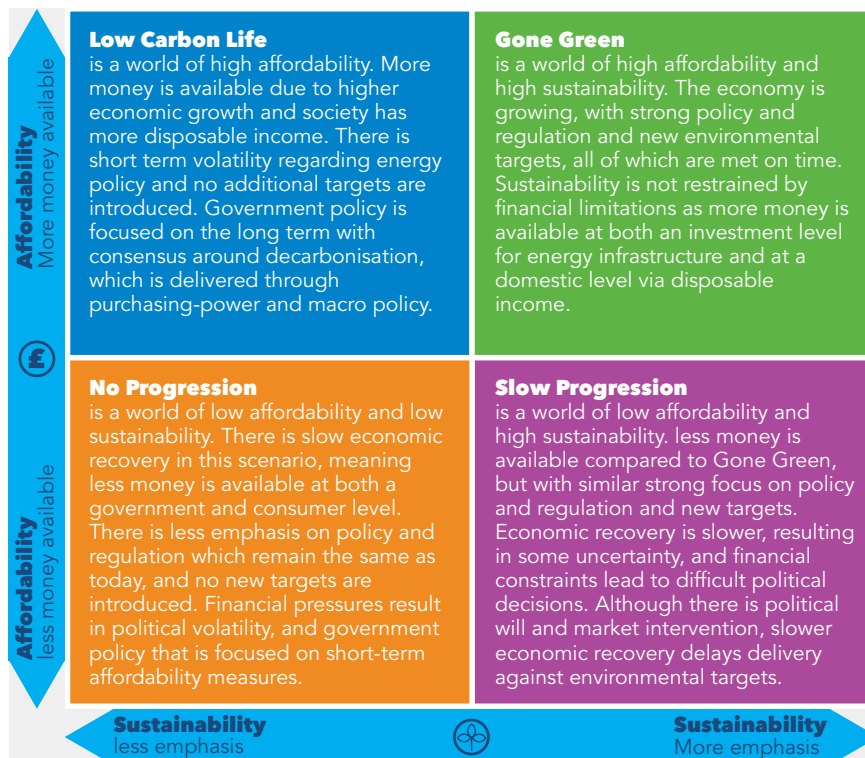 Affordability
More money available
£
Affordability
less money available
Low Carbon Life
is a world of high affordability. More
money is available due to higher
economic growth and society has
more disposable income. There is
short term volatility regarding energy
policy and no additional targets are
introduced. Government policy is
focused on the long term with
consensus around decarbonisation,
which is delivered through
purchasing-power and macro policy.
Gone Green
is a world of high affordability and
high sustainability. The economy is
growing, with strong policy and
regulation and new environmental
targets, all of which are met on time.
Sustainability is not restrained by
financial limitations as more money is
available at both an investment level
for energy infrastructure and at a
domestic level via disposable
income.
No Progression
is a world of low affordability and low
sustainability. There is slow economic
recovery in this scenario, meaning
less money is available at both a
government and consumer level.
There is less emphasis on policy and
regulation which remain the same as
today, and no new targets are
introduced. Financial pressures result
in political volatility, and government
policy that is focused on short-term
affordability measures.
Slow Progression
is a world of low affordability and
high sustainability. less money is
available compared to Gone Green,
but with similar strong focus on policy
and regulation and new targets.
Economic recovery is slower, resulting
in some uncertainty, and financial
constraints lead to difficult political
decisions. Although there is political
will and market intervention, slower
economic recovery delays delivery
against environmental targets.
Sustainability
less emphasis
Sustainability
More emphasis